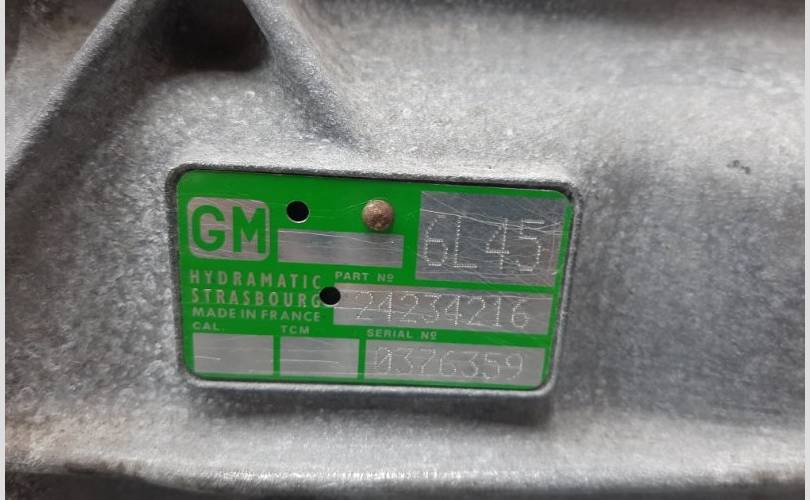 GM
6L45
HYDRAMATIC
STRASBOURG
MADE IN FRANCE
PART Nº
24234216
CAL.
TCM
SERIAL Nº
0376359